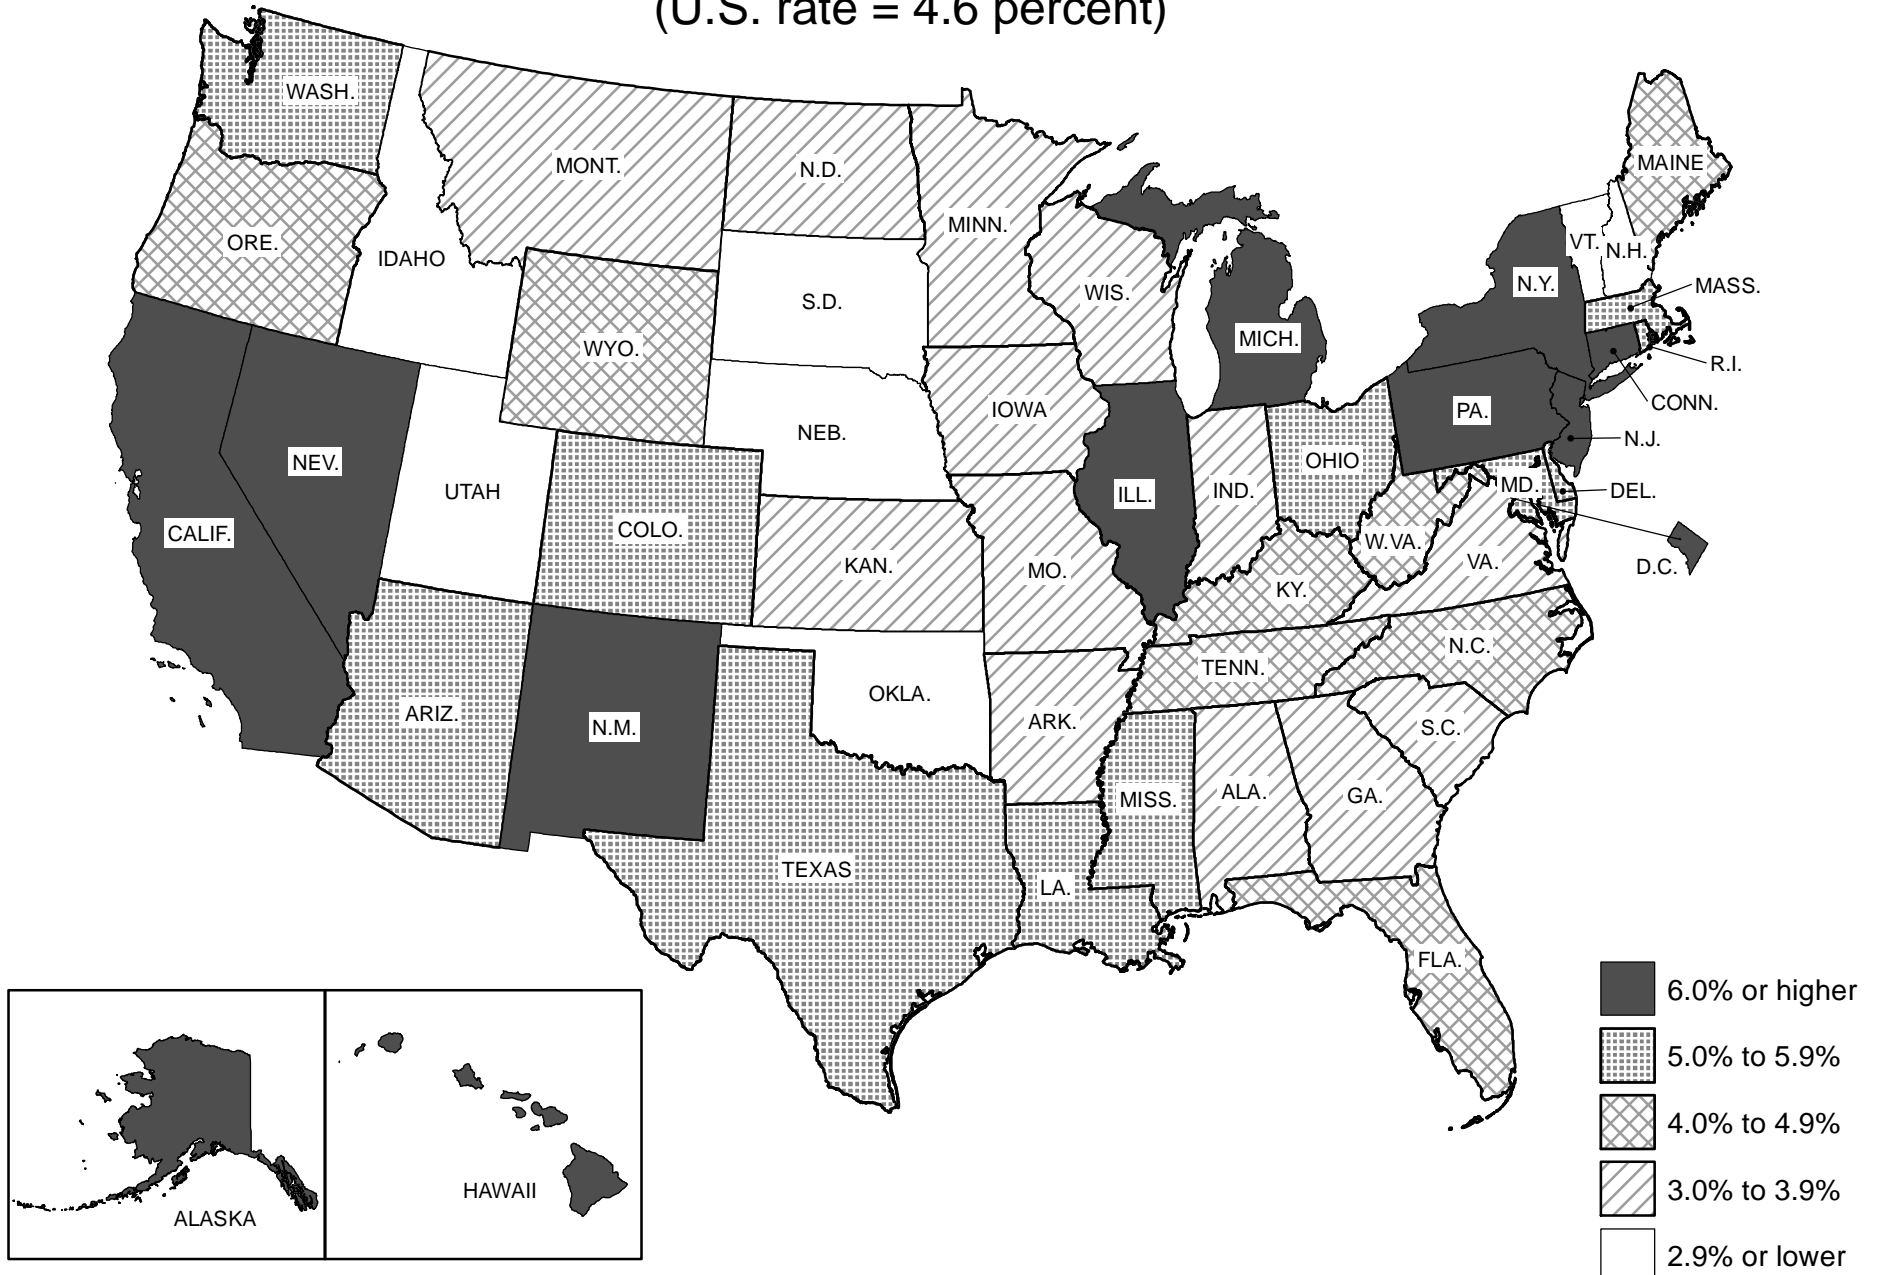 (U.S. rate = 4.6 percent)
WASH.
MONT.
N.D.
MINN.
MAINE
ORE.
IDAHO
S.D.
WIS.
MICH.
N.Y.
VT.
N.H.
MASS.
R.I.
CONN.
N.J.
WYO.
IOWA
NEB.
PA.
NEV.
UTAH
COLO.
CALIF.
KAN.
MO.
ILL.
IND.
OHIO
MD.
DEL.
D.C.
W.VA.
VA.
KY.
N.C.
TENN.
ARIZ.
N.M.
OKLA.
ARK.
S.C.
MISS.
ALA.
GA.
TEXAS
LA.
FLA.
ALASKA
HAWAII
6.0% or higher
5.0% to 5.9%
4.0% to 4.9%
3.0% to 3.9%
2.9% or lower